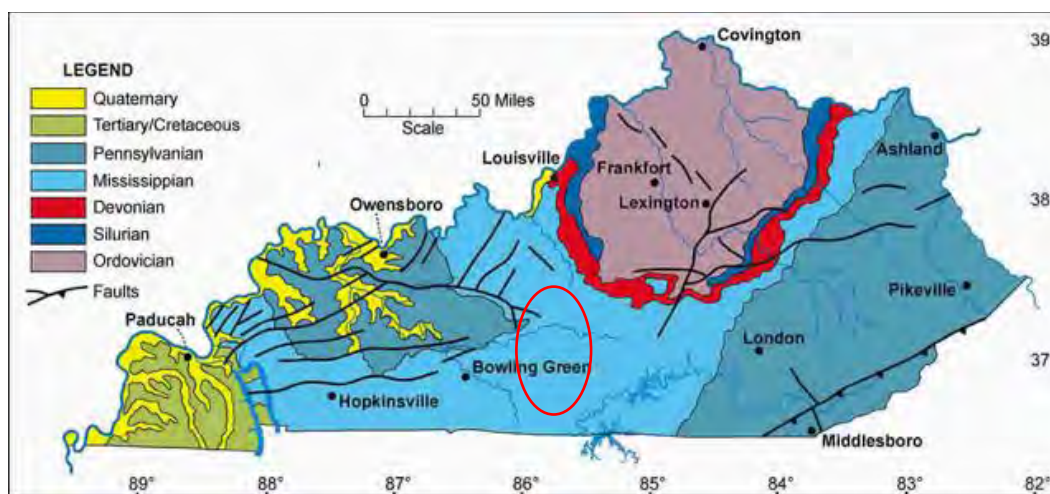 Covington
39
LEGEND
Quaternary
Tertiary/Cretaceous
Pennsylvanian
Mississippian
Devonian
Silurian
Ordovician
Faults
0 50 Miles
Scale
Louisville
Frankfort
Lexington
Ashland
38
Owensboro
Pikeville
Paducah
London
37
Bowling Green
Hopkinsville
Middlesboro
89 88 87 86 85 84 83 82°